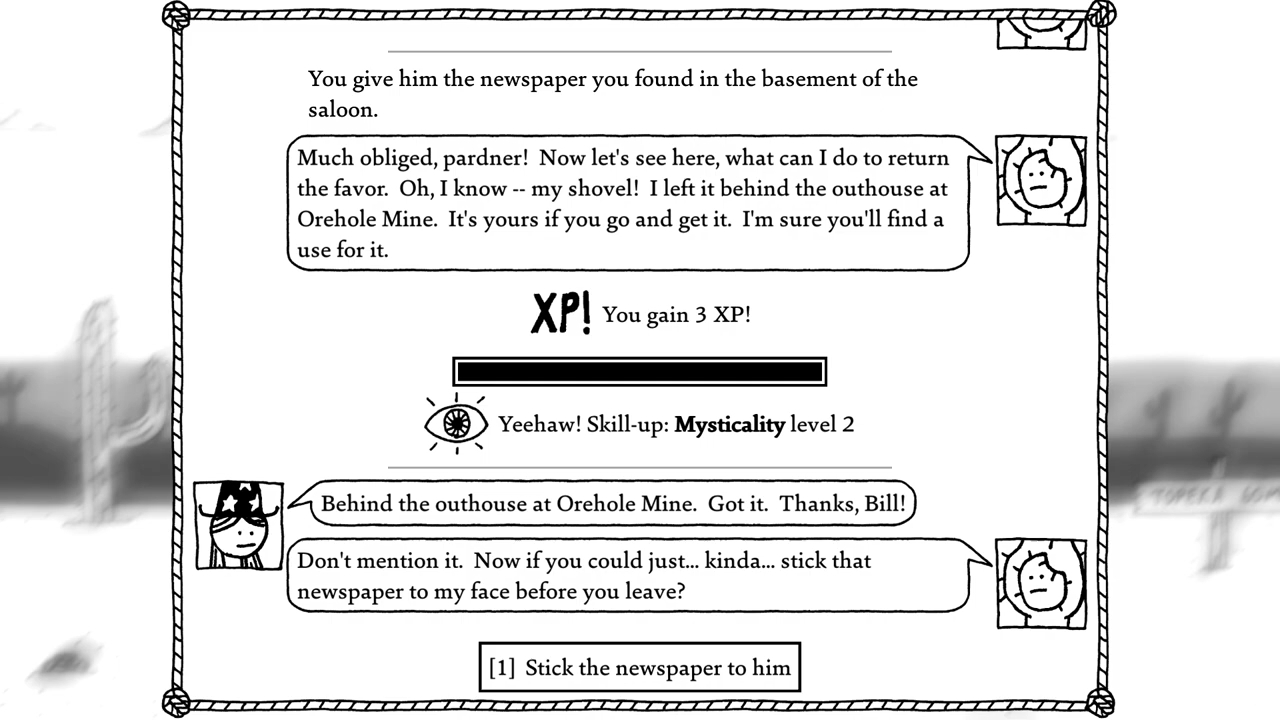 You give him the newspaper you found in the basement of the
saloon.
Much obliged, pardner! Now let's see here, what can I do to return
the favor. Oh, I know -- my shovel! I left it behind the outhouse at
Orehole Mine. It's yours if you go and get it. I'm sure you'll find a
use for it.
XP! You gain 3 XP!
Yeehaw! Skill-up: Mysticality level 2
Behind the outhouse at Orehole Mine. Got it. Thanks, Bill!
Don't mention it. Now if you could just... kinda... stick that
newspaper to my face before you leave?
[1] Stick the newspaper to him